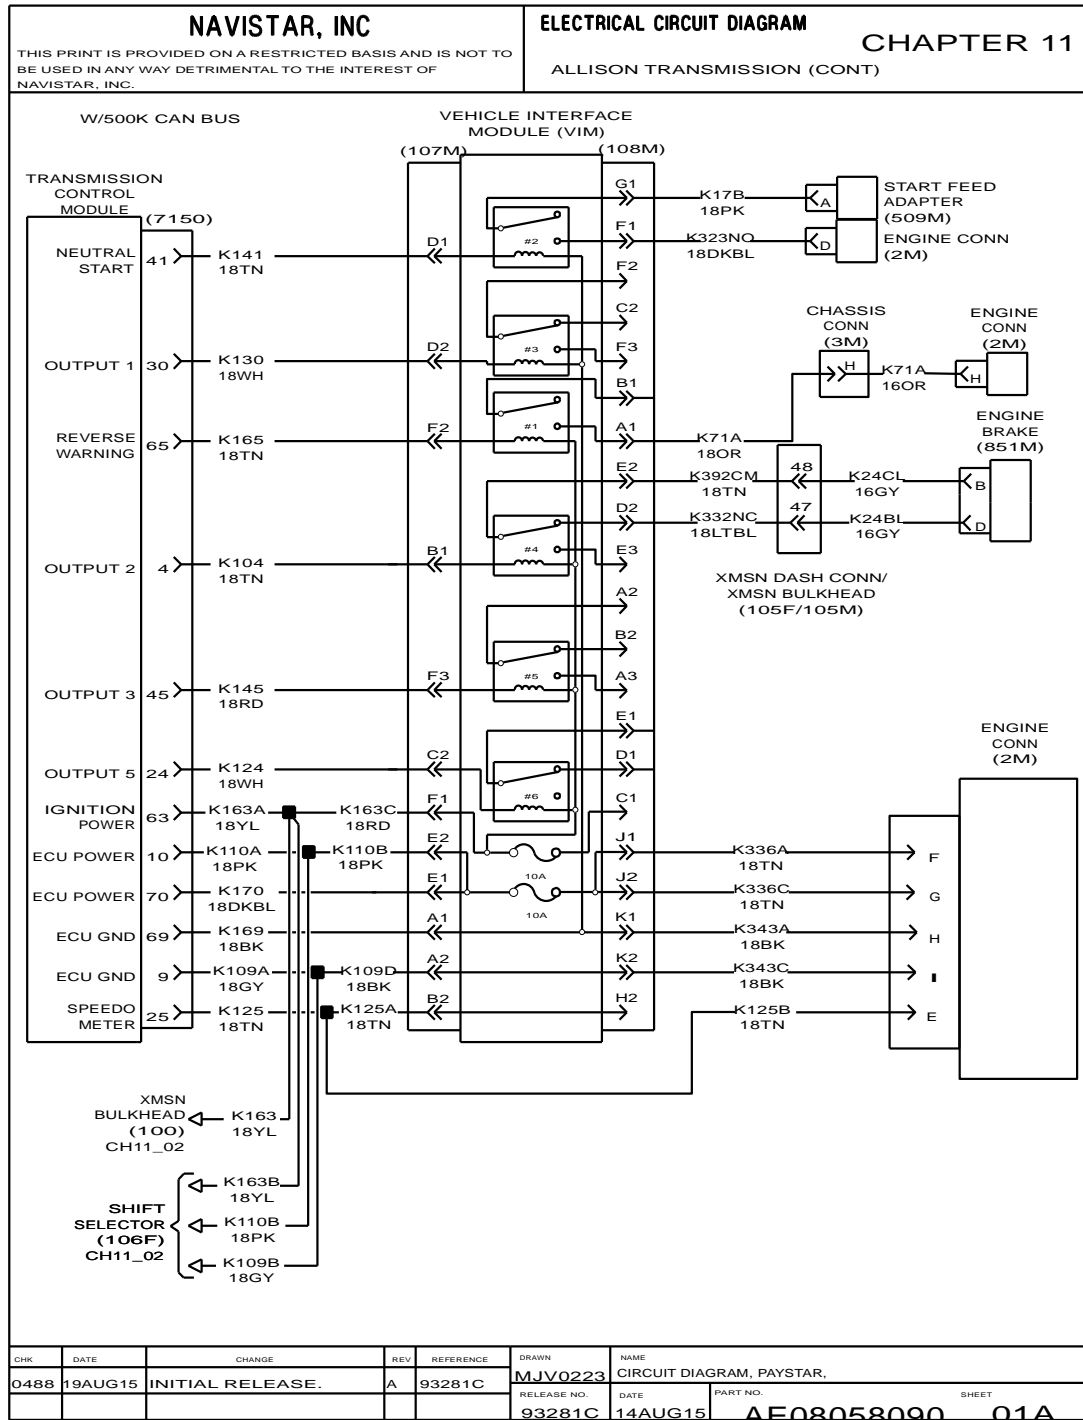 NAVISTAR, INC
THIS PRINT IS PROVIDED ON A RESTRICTED BASIS AND IS NOT TO
BE USED IN ANY WAY DETRIMENTAL TO THE INTEREST OF
NAVISTAR, INC.
ELECTRICAL CIRCUIT DIAGRAM
CHAPTER 11
ALLISON TRANSMISSION (CONT)
W/500K CAN BUS
VEHICLE INTERFACE
MODULE (VIM)
(107M)
(108M)
TRANSMISSION
CONTROL
MODULE
(7150)
G1
K17B
18PK
A
START FEED
ADAPTER
(509M)
F1
K323NO
18DKBL
D
ENGINE CONN
(2M)
NEUTRAL
START
41
K141
18TN
D1
#2
F2
C2
CHASSIS
CONN
(3M)
ENGINE
CONN
(2M)
OUTPUT 1
30
K130
18WH
D2
#3
F3
H
K71A
16OR
H
B1
REVERSE
WARNING
65
K165
18TN
F2
#1
A1
K71A
18OR
ENGINE
BRAKE
(851M)
E2
K392CM
18TN
48
K24CL
16GY
B
D2
K332NC
18LTBL
47
K24BL
16GY
D
OUTPUT 2
4
K104
18TN
B1
#4
E3
XMSN DASH CONN/
XMSN BULKHEAD
(105F/105M)
A2
B2
OUTPUT 3
45
K145
18RD
F3
#5
A3
E1
ENGINE
CONN
(2M)
OUTPUT 5
24
K124
18WH
C2
D1
#6
IGNITION
POWER
63
K163A
18YL
K163C
18RD
F1
C1
ECU POWER
10
K110A
18PK
K110B
18PK
E2
10A
J1
K336A
18TN
F
ECU POWER
70
K170
18DKBL
E1
10A
J2
K336C
18TN
G
ECU GND
69
K169
18BK
A1
K1
K343A
18BK
H
ECU GND
9
K109A
18GY
K109D
18BK
A2
K2
K343C
18BK
I
SPEEDO
METER
25
K125
18TN
K125A
18TN
B2
H2
K125B
18TN
E
XMSN
BULKHEAD
(100)
CH11_02
K163
18YL
SHIFT
SELECTOR
(106F)
CH11_02
K163B
18YL
K110B
18PK
K109B
18GY
CHK DATE CHANGE REV REFERENCE
0488 19AUG15 INITIAL RELEASE. A 93281C
DRAWN
MJV0223
NAME
CIRCUIT DIAGRAM, PAYSTAR,
RELEASE NO.
93281C
DATE
14AUG15
PART NO.
AE08058090
SHEET
01A